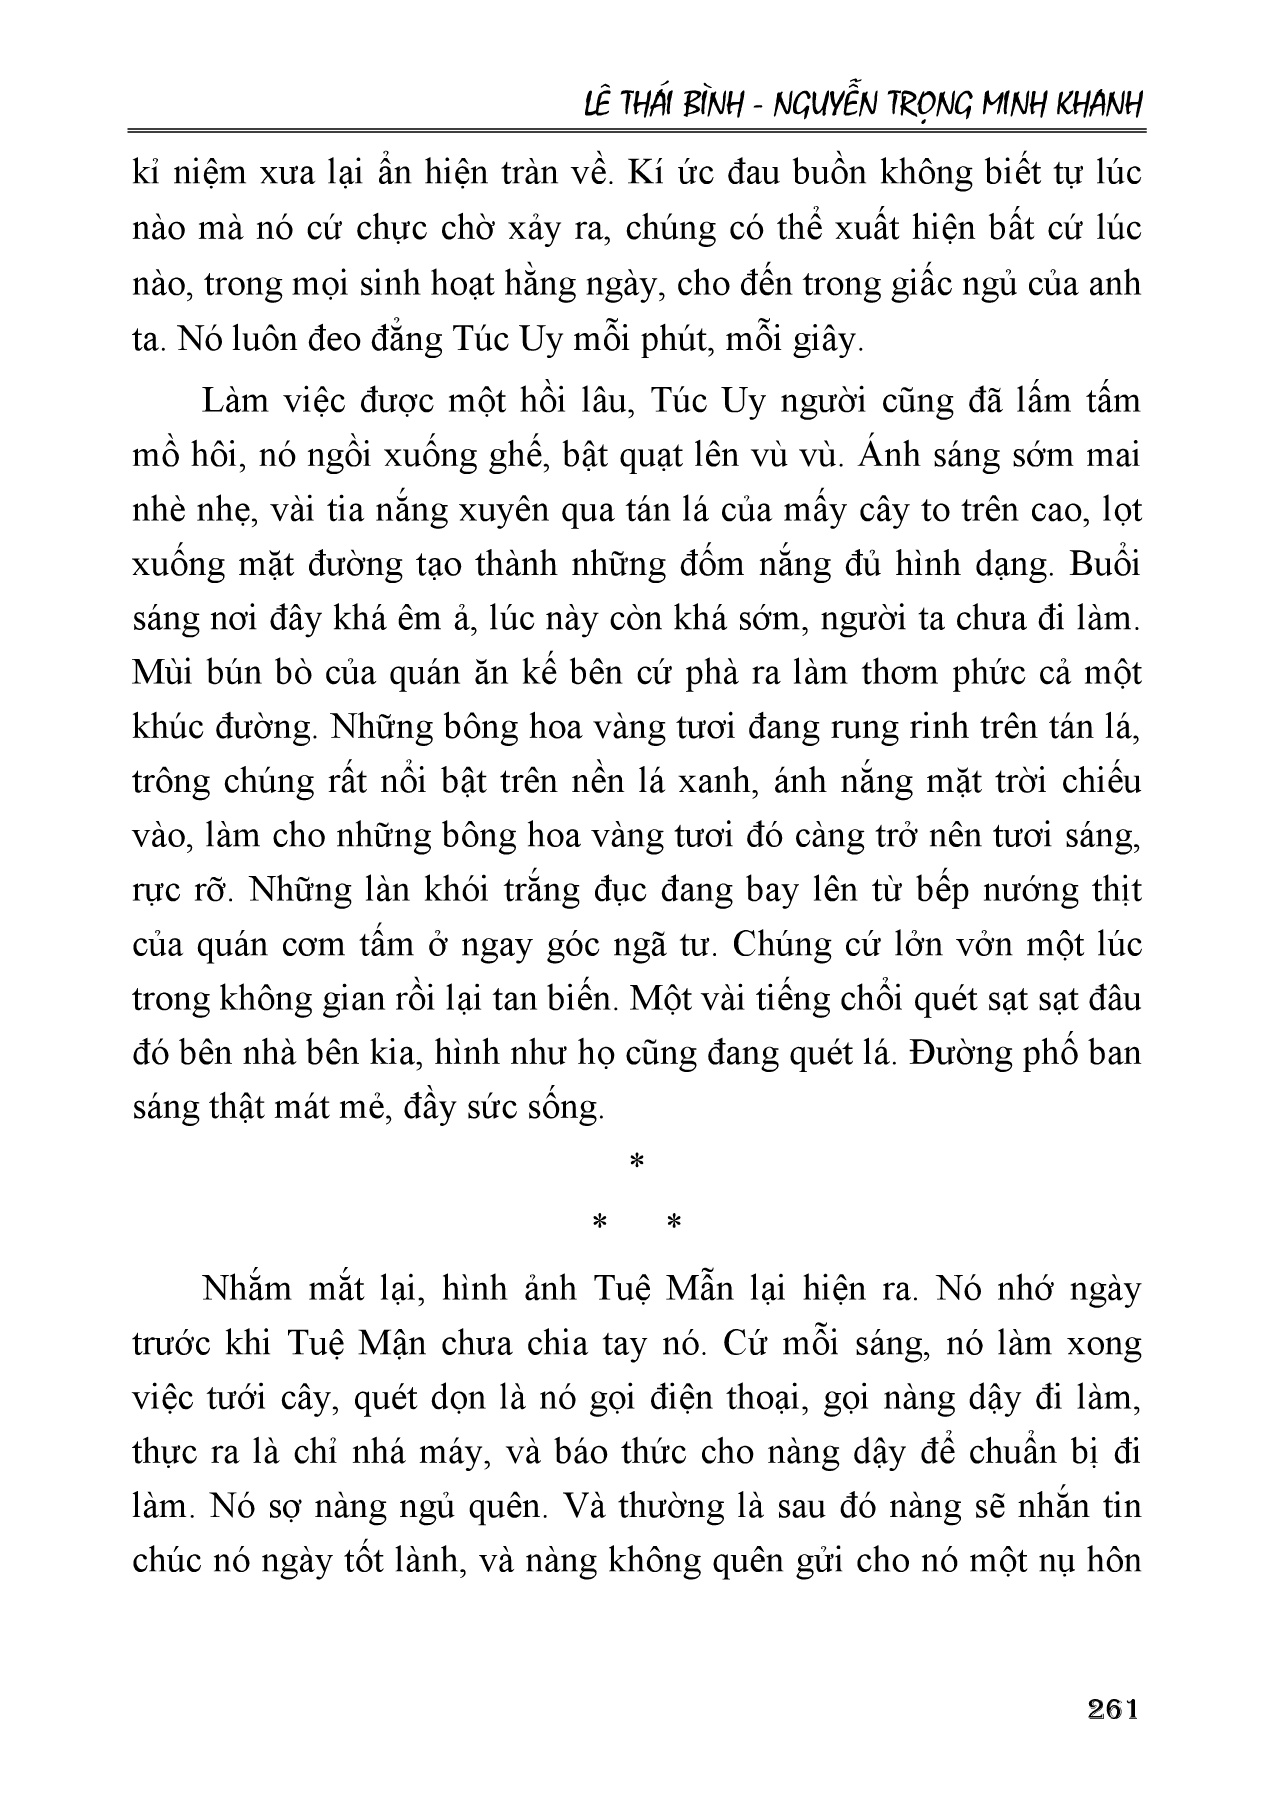 LÊ THÁI BÌNH - NGUYỄN TRỌNG MINH KHANH
kỉ niệm xưa lại ẩn hiện tràn về. Kí ức đau buồn không biết tự lúc
nào mà nó cứ chực chờ xảy ra, chúng có thể xuất hiện bất cứ lúc
nào, trong mọi sinh hoạt hằng ngày, cho đến trong giấc ngủ của anh
ta. Nó luôn đeo đẳng Túc Uy mỗi phút, mỗi giây.
Làm việc được một hồi lâu, Túc Uy người cũng đã lấm tấm
mồ hôi, nó ngồi xuống ghế, bật quạt lên vù vù. Ánh sáng sớm mai
nhè nhẹ, vài tia nắng xuyên qua tán lá của mấy cây to trên cao, lọt
xuống mặt đường tạo thành những đốm nắng đủ hình dạng. Buổi
sáng nơi đây khá êm ả, lúc này còn khá sớm, người ta chưa đi làm.
Mùi bún bò của quán ăn kế bên cứ phà ra làm thơm phức cả một
khúc đường. Những bông hoa vàng tươi đang rung rinh trên tán lá,
trông chúng rất nổi bật trên nền lá xanh, ánh nắng mặt trời chiếu
vào, làm cho những bông hoa vàng tươi đó càng trở nên tươi sáng,
rực rỡ. Những làn khói trắng đục đang bay lên từ bếp nướng thịt
của quán cơm tấm ở ngay góc ngã tư. Chúng cứ lởn vởn một lúc
trong không gian rồi lại tan biến. Một vài tiếng chổi quét sạt sạt đâu
đó bên nhà bên kia, hình như họ cũng đang quét lá. Đường phố ban
sáng thật mát mẻ, đầy sức sống.
*
* *
Nhắm mắt lại, hình ảnh Tuệ Mẫn lại hiện ra. Nó nhớ ngày
trước khi Tuệ Mận chưa chia tay nó. Cứ mỗi sáng, nó làm xong
việc tưới cây, quét dọn là nó gọi điện thoại, gọi nàng dậy đi làm,
thực ra là chỉ nhá máy, và báo thức cho nàng dậy để chuẩn bị đi
làm. Nó sợ nàng ngủ quên. Và thường là sau đó nàng sẽ nhắn tin
chúc nó ngày tốt lành, và nàng không quên gửi cho nó một nụ hôn
261